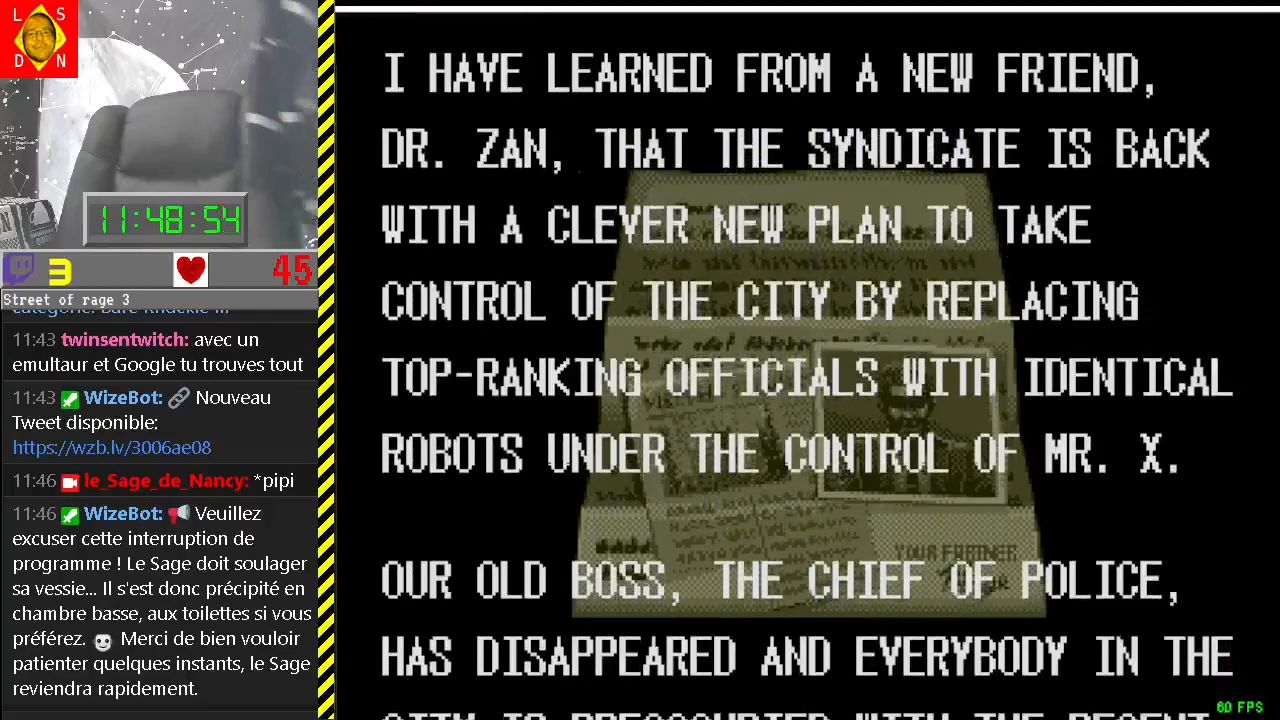 L S
D N
11:48:54
3 45
Street of rage 3
11:43 twinsentwitch: avec un
emultaur et Google tu trouves tout
11:43 WizeBot: Nouveau
Tweet disponible:
https://wzb.lv/3006ae08
11:46 le_Sage_de_Nancy: *pipi
11:46 WizeBot: Veuillez
excuser cette interruption de
programme ! Le Sage doit soulager
sa vessie... Il s'est donc précipité en
chambre basse, aux toilettes si vous
préférez. Merci de bien vouloir
patienter quelques instants, le Sage
reviendra rapidement.
I HAVE LEARNED FROM A NEW FRIEND,
DR. ZAN, THAT THE SYNDICATE IS BACK
WITH A CLEVER NEW PLAN TO TAKE
CONTROL OF THE CITY BY REPLACING
TOP-RANKING OFFICIALS WITH IDENTICAL
ROBOTS UNDER THE CONTROL OF MR. X.
YOUR PARTNER
OUR OLD BOSS, THE CHIEF OF POLICE,
HAS DISAPPEARED AND EVERYBODY IN THE
60 FPS